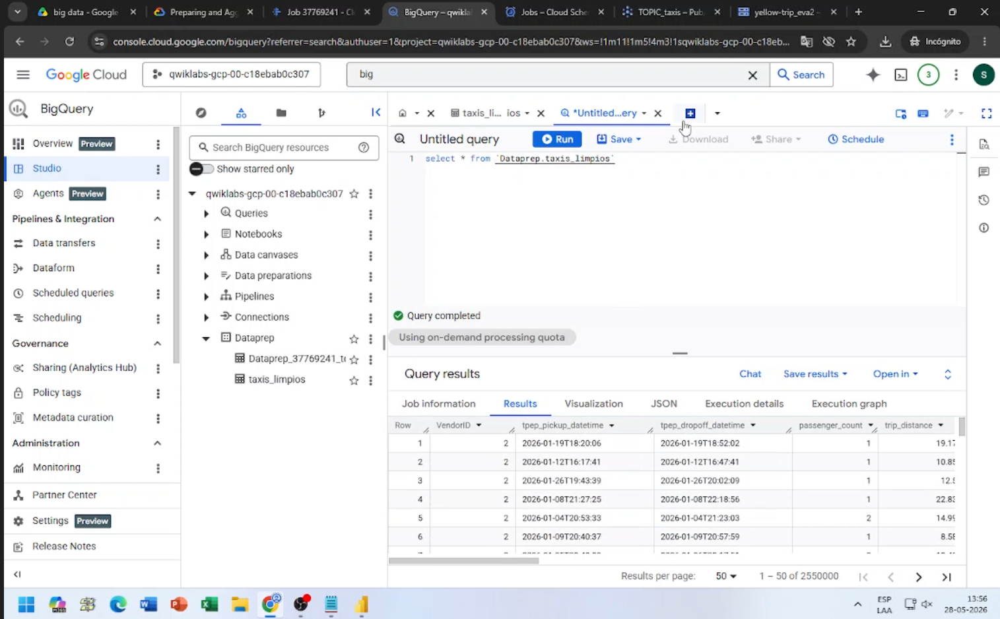 big data - Google
Preparing and Agg
Job 37769241 - Cl
BigQuery – qwikla
Jobs – Cloud Sche
TOPIC_taxis – Pub
yellow-trip_eva2 -
console.cloud.google.com/bigquery?referrer=search&authuser=1&project=qwiklabs-gcp-00-c18ebab0c307&ws=!1m11!1m5!4m3!1sqwiklabs-gcp-00-c18eb...
Incógnito
Google Cloud
qwiklabs-gcp-00-c18ebab0c307
big
Search
3
S
BigQuery
taxis_li... ios
*Untitled...ery
Overview Preview
Studio
Agents Preview
Pipelines & Integration
Data transfers
Dataform
Scheduled queries
Scheduling
Governance
Sharing (Analytics Hub)
Policy tags
Metadata curation
Administration
Monitoring
Partner Center
Settings Preview
Release Notes
Search BigQuery resources
Show starred only
qwiklabs-gcp-00-c18ebab0c307
Queries
Notebooks
Data canvases
Data preparations
Pipelines
Connections
Dataprep
Dataprep_37769241_t
taxis_limpios
Untitled query
Run
Save
Download
Share
Schedule
1 select * from `Dataprep.taxis_limpios`
Query completed
Using on-demand processing quota
Query results
Chat
Save results
Open in
Job information Results Visualization JSON Execution details Execution graph
Row VendorID tpep_pickup_datetime tpep_dropoff_datetime passenger_count trip_distance
1 2 2026-01-19T18:20:06 2026-01-19T18:52:02 1 19.17
2 2 2026-01-12T16:17:41 2026-01-12T16:47:41 1 10.85
3 2 2026-01-26T19:43:39 2026-01-26T20:02:09 1 12.5
4 2 2026-01-08T21:27:25 2026-01-08T22:18:56 1 22.83
5 2 2026-01-04T20:53:33 2026-01-04T21:23:03 2 14.99
6 2 2026-01-09T20:40:37 2026-01-09T20:57:59 1 8.58
Results per page: 50 1 – 50 of 2550000
ESP
LAA
13:56
28-05-2026